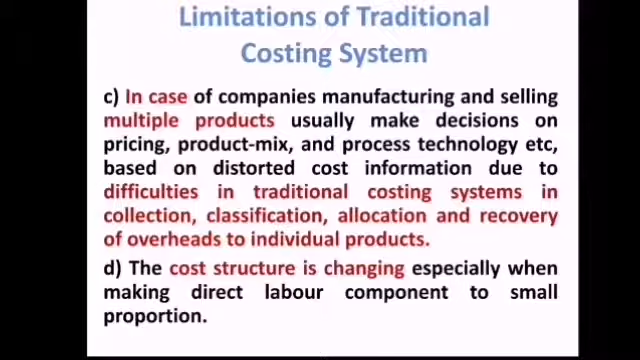 Limitations of Traditional
Costing System
c) In case of companies manufacturing and selling
multiple products usually make decisions on
pricing, product-mix, and process technology etc,
based on distorted cost information due to
difficulties in traditional costing systems in
collection, classification, allocation and recovery
of overheads to individual products.
d) The cost structure is changing especially when
making direct labour component to small
proportion.